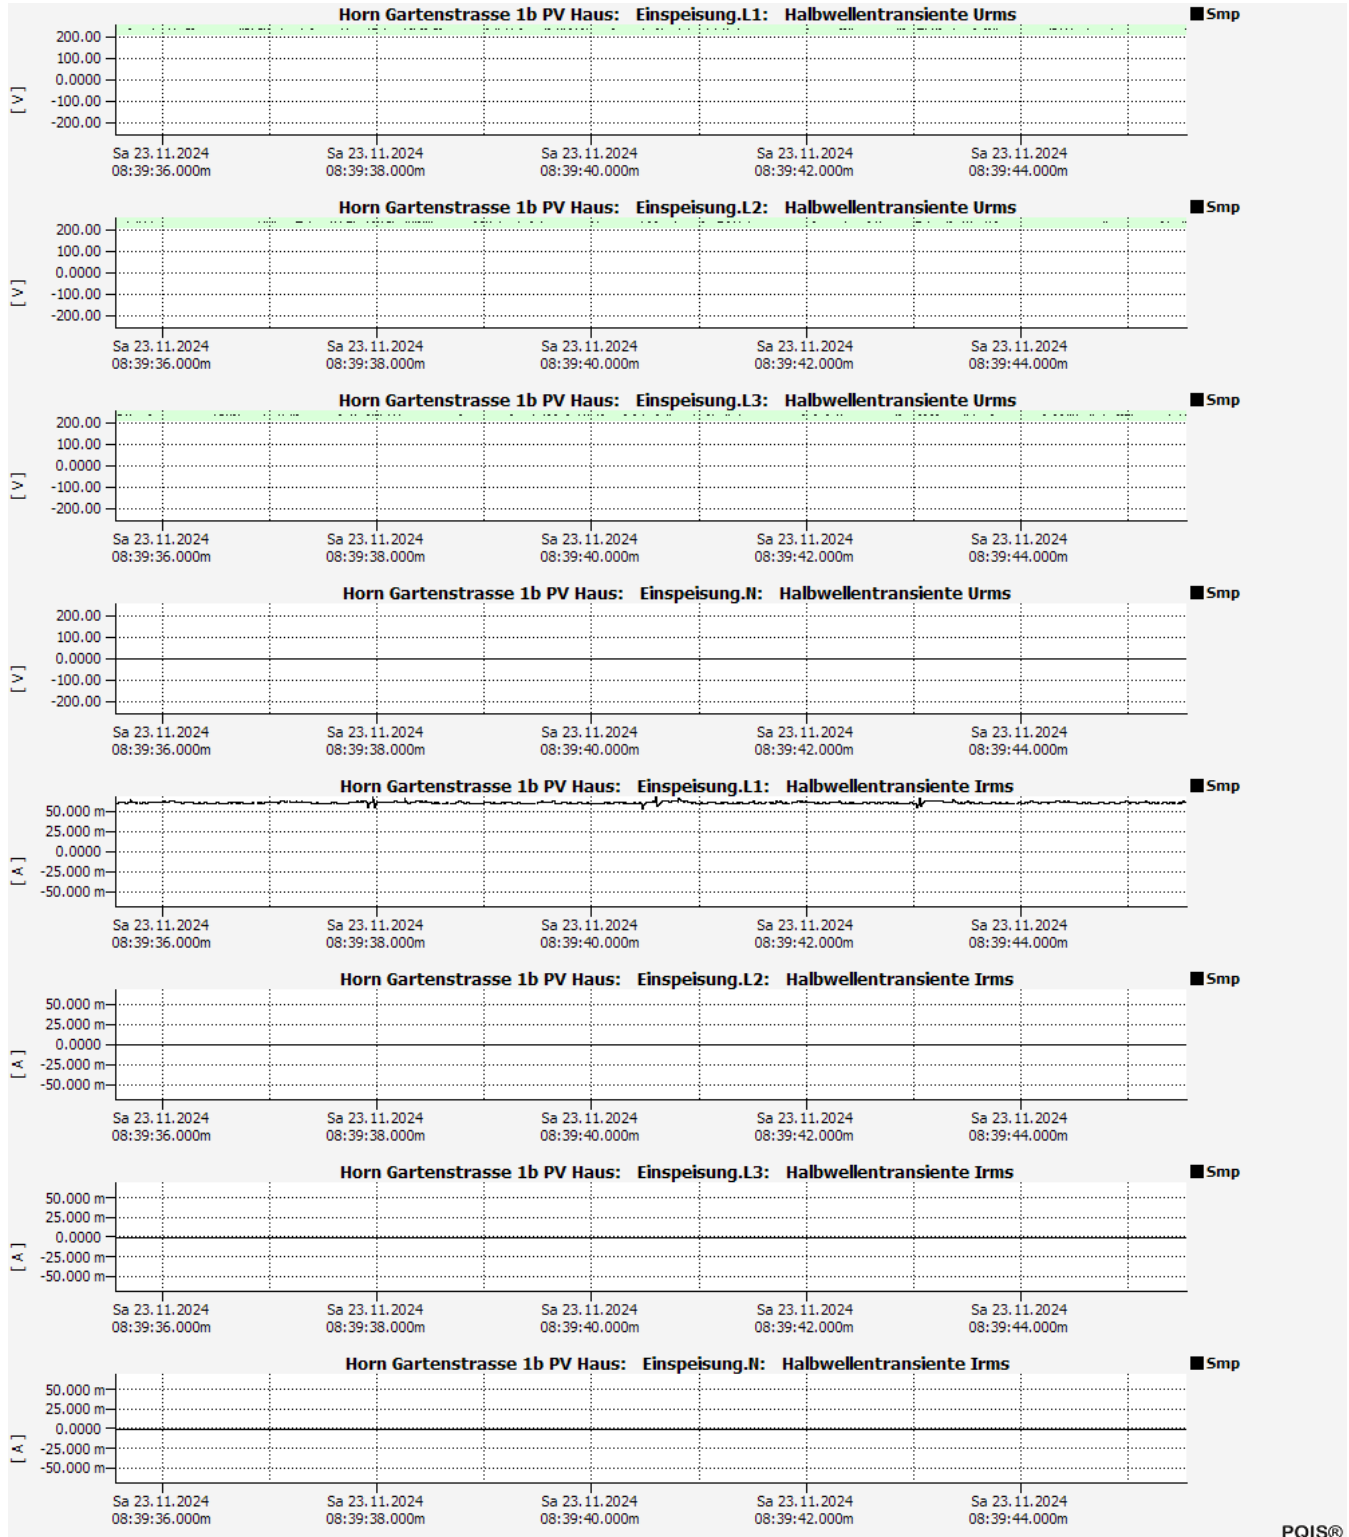 Horn Gartenstrasse 1b PV Haus: Einspeisung.L1: Halbwellentransiente Urms
Smp
200.00
100.00
0.0000
-100.00
-200.00
[ V ]
Sa 23.11.2024 Sa 23.11.2024 Sa 23.11.2024 Sa 23.11.2024 Sa 23.11.2024
08:39:36.000m 08:39:38.000m 08:39:40.000m 08:39:42.000m 08:39:44.000m
Horn Gartenstrasse 1b PV Haus: Einspeisung.L2: Halbwellentransiente Urms
Smp
200.00
100.00
0.0000
-100.00
-200.00
[ V ]
Sa 23.11.2024 Sa 23.11.2024 Sa 23.11.2024 Sa 23.11.2024 Sa 23.11.2024
08:39:36.000m 08:39:38.000m 08:39:40.000m 08:39:42.000m 08:39:44.000m
Horn Gartenstrasse 1b PV Haus: Einspeisung.L3: Halbwellentransiente Urms
Smp
200.00
100.00
0.0000
-100.00
-200.00
[ V ]
Sa 23.11.2024 Sa 23.11.2024 Sa 23.11.2024 Sa 23.11.2024 Sa 23.11.2024
08:39:36.000m 08:39:38.000m 08:39:40.000m 08:39:42.000m 08:39:44.000m
Horn Gartenstrasse 1b PV Haus: Einspeisung.N: Halbwellentransiente Urms
Smp
200.00
100.00
0.0000
-100.00
-200.00
[ V ]
Sa 23.11.2024 Sa 23.11.2024 Sa 23.11.2024 Sa 23.11.2024 Sa 23.11.2024
08:39:36.000m 08:39:38.000m 08:39:40.000m 08:39:42.000m 08:39:44.000m
Horn Gartenstrasse 1b PV Haus: Einspeisung.L1: Halbwellentransiente Irms
Smp
50.000 m
25.000 m
0.0000
-25.000 m
-50.000 m
[ A ]
Sa 23.11.2024 Sa 23.11.2024 Sa 23.11.2024 Sa 23.11.2024 Sa 23.11.2024
08:39:36.000m 08:39:38.000m 08:39:40.000m 08:39:42.000m 08:39:44.000m
Horn Gartenstrasse 1b PV Haus: Einspeisung.L2: Halbwellentransiente Irms
Smp
50.000 m
25.000 m
0.0000
-25.000 m
-50.000 m
[ A ]
Sa 23.11.2024 Sa 23.11.2024 Sa 23.11.2024 Sa 23.11.2024 Sa 23.11.2024
08:39:36.000m 08:39:38.000m 08:39:40.000m 08:39:42.000m 08:39:44.000m
Horn Gartenstrasse 1b PV Haus: Einspeisung.L3: Halbwellentransiente Irms
Smp
50.000 m
25.000 m
0.0000
-25.000 m
-50.000 m
[ A ]
Sa 23.11.2024 Sa 23.11.2024 Sa 23.11.2024 Sa 23.11.2024 Sa 23.11.2024
08:39:36.000m 08:39:38.000m 08:39:40.000m 08:39:42.000m 08:39:44.000m
Horn Gartenstrasse 1b PV Haus: Einspeisung.N: Halbwellentransiente Irms
Smp
50.000 m
25.000 m
0.0000
-25.000 m
-50.000 m
[ A ]
Sa 23.11.2024 Sa 23.11.2024 Sa 23.11.2024 Sa 23.11.2024 Sa 23.11.2024
08:39:36.000m 08:39:38.000m 08:39:40.000m 08:39:42.000m 08:39:44.000m
PQIS®